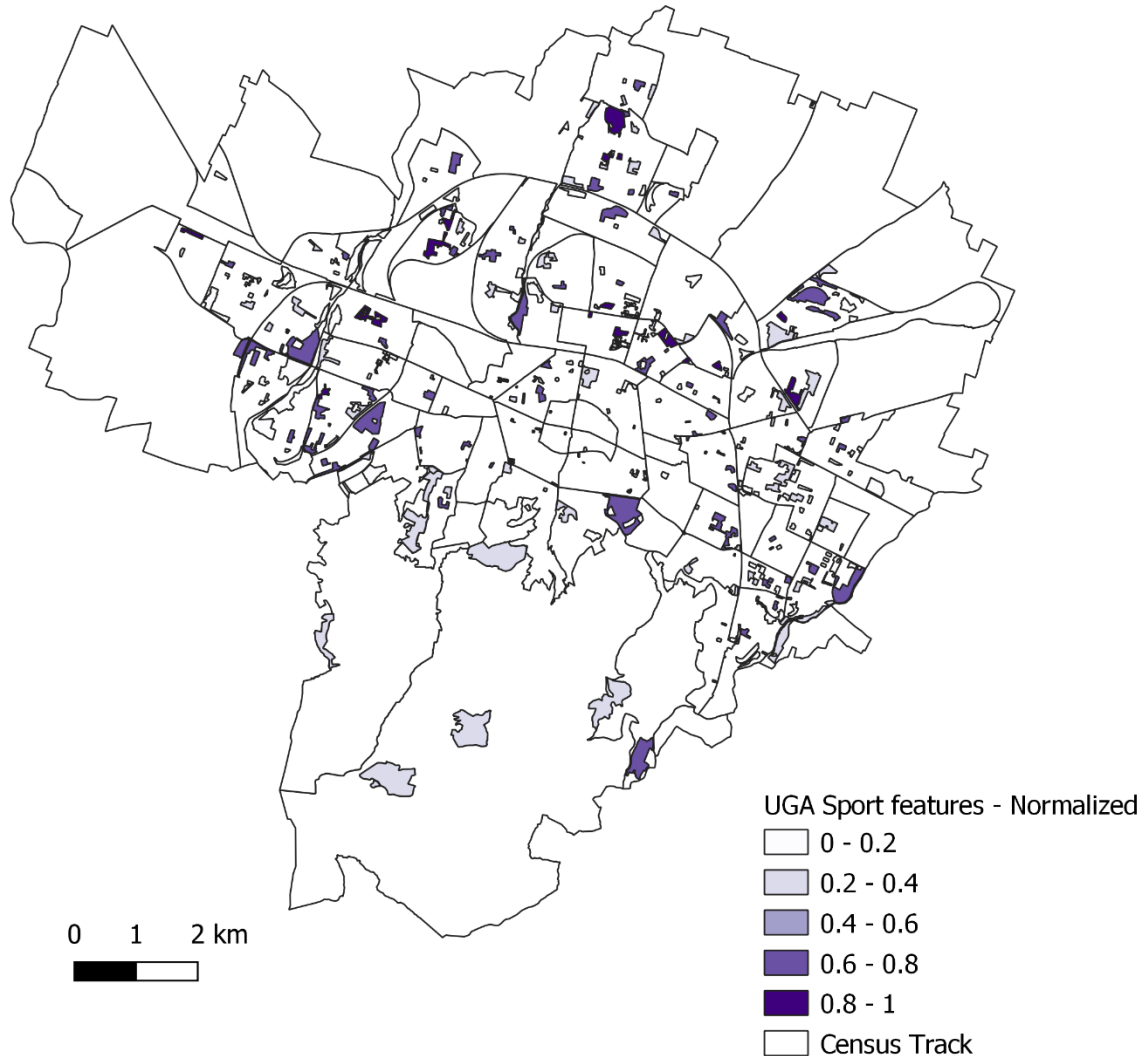 UGA Sport features - Normalized
0 - 0.2
0.2 - 0.4
0.4 - 0.6
0.6 - 0.8
0.8 - 1
Census Track
0 1 2 km